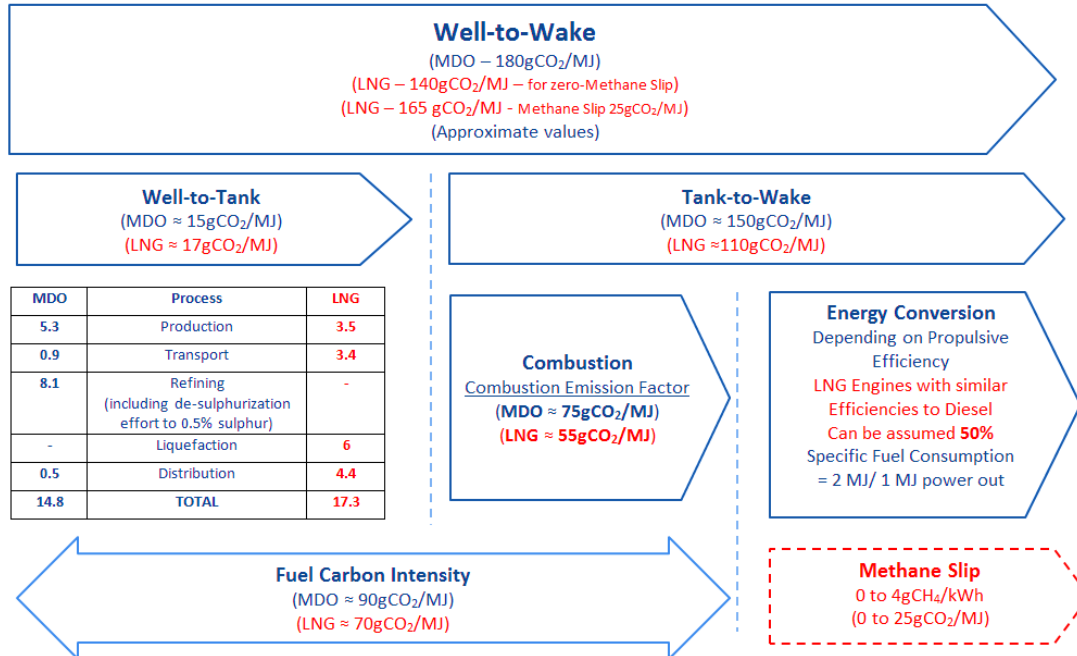 Well-to-Wake
(MDO – 180gCO₂/MJ)
(LNG – 140gCO₂/MJ – for zero-Methane Slip)
(LNG – 165 gCO₂/MJ - Methane Slip 25gCO₂/MJ)
(Approximate values)
Well-to-Tank
(MDO ≈ 15gCO₂/MJ)
(LNG ≈ 17gCO₂/MJ)
Tank-to-Wake
(MDO ≈ 150gCO₂/MJ)
(LNG ≈110gCO₂/MJ)
MDO Process LNG
5.3 Production 3.5
0.9 Transport 3.4
8.1 Refining -
(including de-sulphurization
effort to 0.5% sulphur)
- Liquefaction 6
0.5 Distribution 4.4
14.8 TOTAL 17.3
Combustion
Combustion Emission Factor
(MDO ≈ 75gCO₂/MJ)
(LNG ≈ 55gCO₂/MJ)
Energy Conversion
Depending on Propulsive
Efficiency
LNG Engines with similar
Efficiencies to Diesel
Can be assumed 50%
Specific Fuel Consumption
= 2 MJ/ 1 MJ power out
Fuel Carbon Intensity
(MDO ≈ 90gCO₂/MJ)
(LNG ≈ 70gCO₂/MJ)
Methane Slip
0 to 4gCH₄/kWh
(0 to 25gCO₂/MJ)